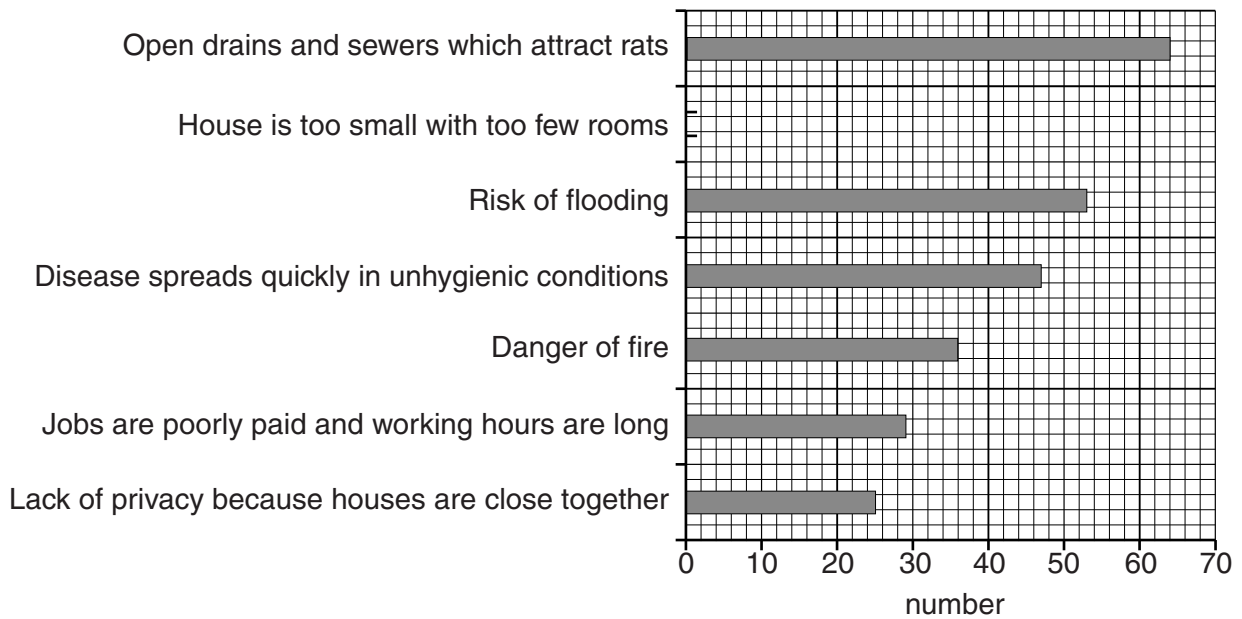 Open drains and sewers which attract rats
House is too small with too few rooms
Risk of flooding
Disease spreads quickly in unhygienic conditions
Danger of fire
Jobs are poorly paid and working hours are long
Lack of privacy because houses are close together
0 10 20 30 40 50 60 70
number